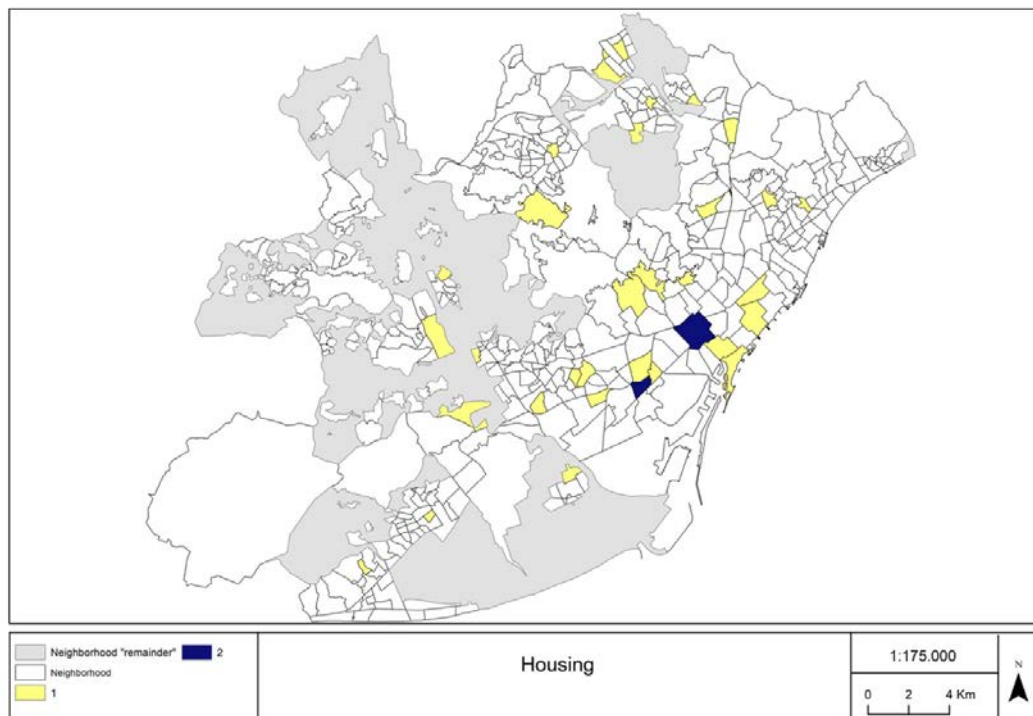 Neighborhood "remainder" 2
Neighborhood
1
Housing
1:175.000
0 2 4 Km
N